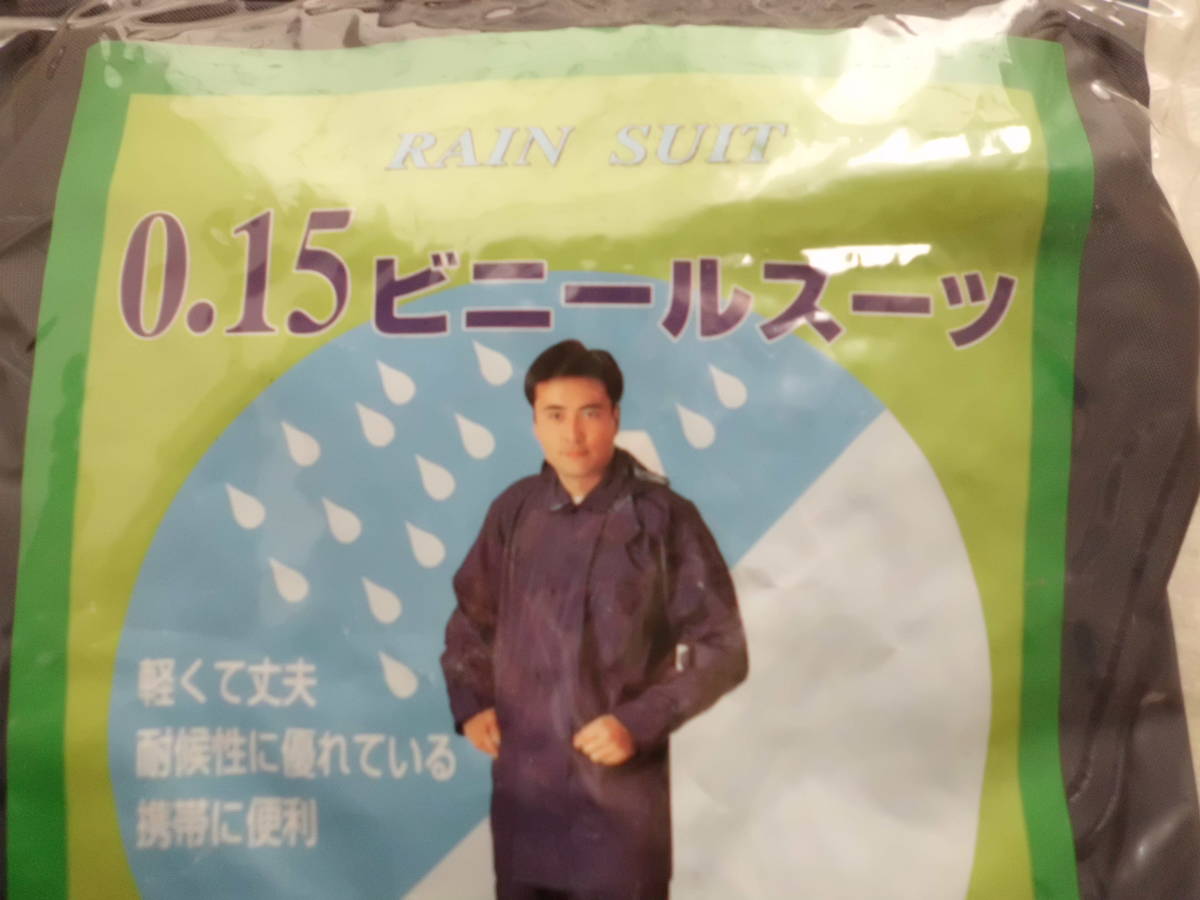 RAIN SUIT
0.15ビニールスーツ
軽くて丈夫
耐候性に優れている
携帯に便利